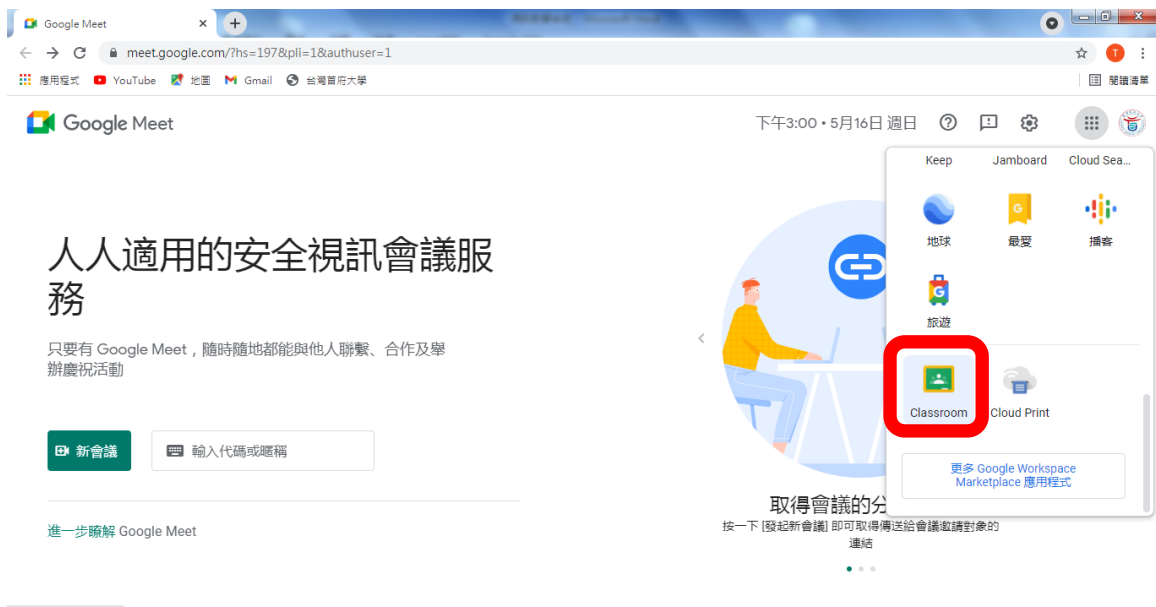 Google Meet
meet.google.com/?hs=197&pli=1&authuser=1
T
應用程式 YouTube 地圖 Gmail 台灣首府大學 閱讀清單
Google Meet 下午3:00 • 5月16日 週日
Keep Jamboard Cloud Sea...
地球 最愛 播客
旅遊
Classroom Cloud Print
更多 Google Workspace
Marketplace 應用程式
人人適用的安全視訊會議服
務
只要有 Google Meet，隨時隨地都能與他人聯繫、合作及舉
辦慶祝活動
新會議 輸入代碼或暱稱
進一步瞭解 Google Meet
取得會議的分
按一下 [發起新會議] 即可取得傳送給會議邀請對象的
連結